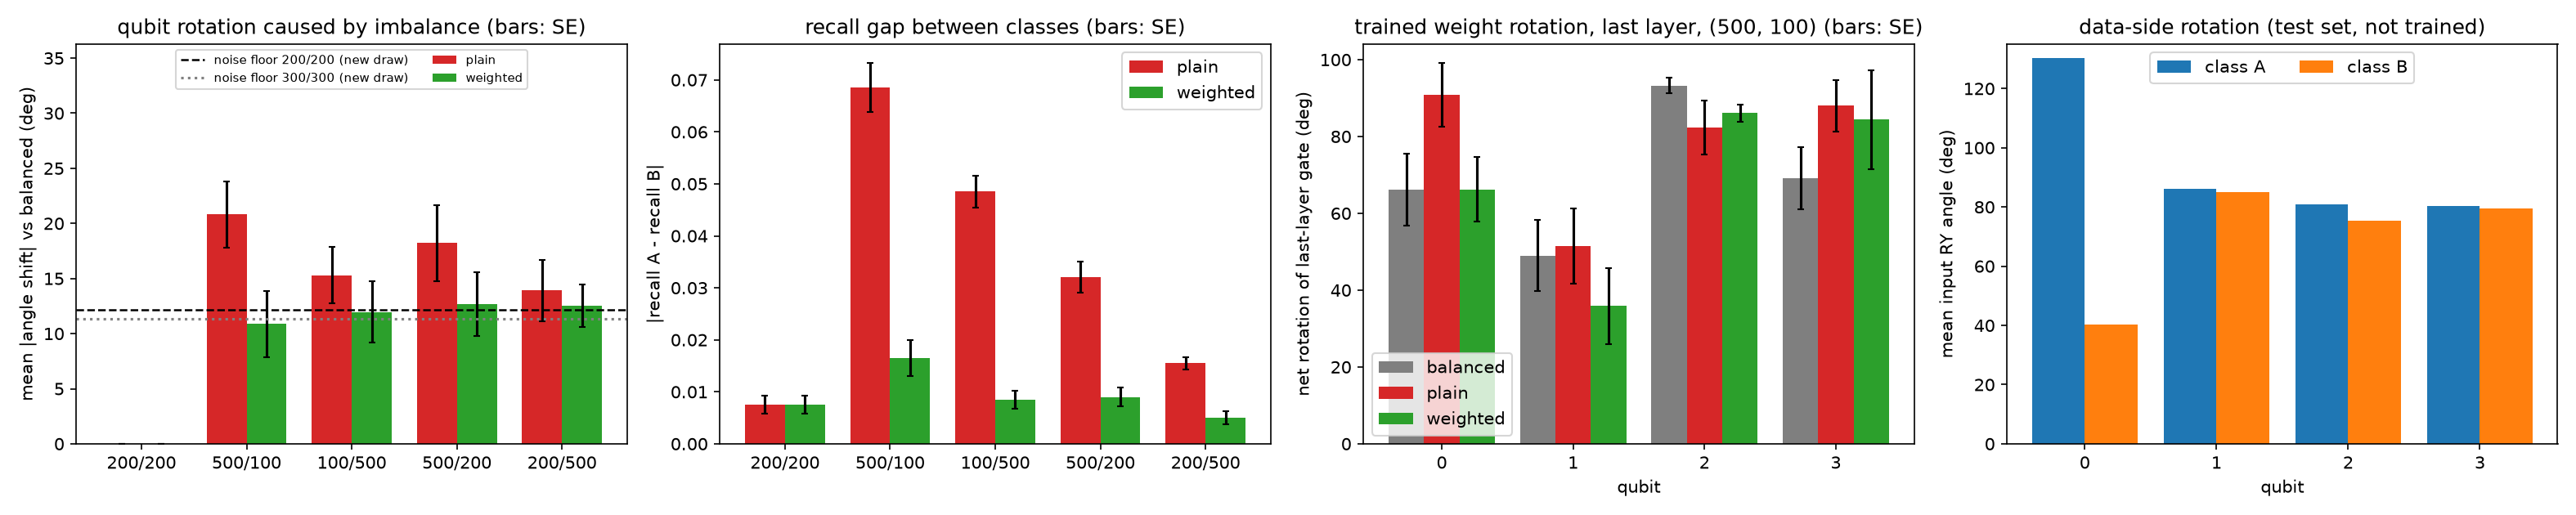 qubit rotation caused by imbalance (bars: SE)
mean |angle shift| vs balanced (deg)
35
30
25
20
15
10
5
0
noise floor 200/200 (new draw)
noise floor 300/300 (new draw)
plain
weighted
200/200 500/100 100/500 500/200 200/500
recall gap between classes (bars: SE)
|recall A - recall B|
0.07
0.06
0.05
0.04
0.03
0.02
0.01
0.00
plain
weighted
200/200 500/100 100/500 500/200 200/500
trained weight rotation, last layer, (500, 100) (bars: SE)
net rotation of last-layer gate (deg)
100
80
60
40
20
0
balanced
plain
weighted
0 1 2 3
qubit
data-side rotation (test set, not trained)
mean input RY angle (deg)
120
100
80
60
40
20
0
class A
class B
0 1 2 3
qubit